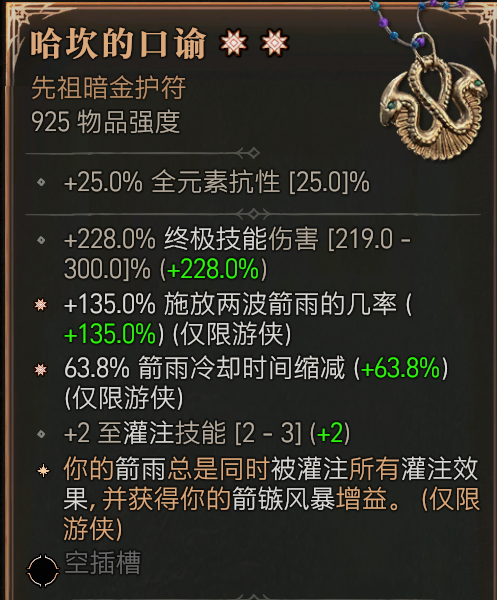 哈坎的口谕
先祖暗金护符
925 物品强度
+25.0% 全元素抗性 [25.0]%
+228.0% 终极技能伤害 [219.0 -
300.0]% (+228.0%)
+135.0% 施放两波箭雨的几率 (
+135.0%) (仅限游侠)
63.8% 箭雨冷却时间缩减 (+63.8%)
(仅限游侠)
+2 至灌注技能 [2 - 3] (+2)
你的箭雨总是同时被灌注所有灌注效
果, 并获得你的箭镞风暴增益。 (仅限
游侠)
空插槽